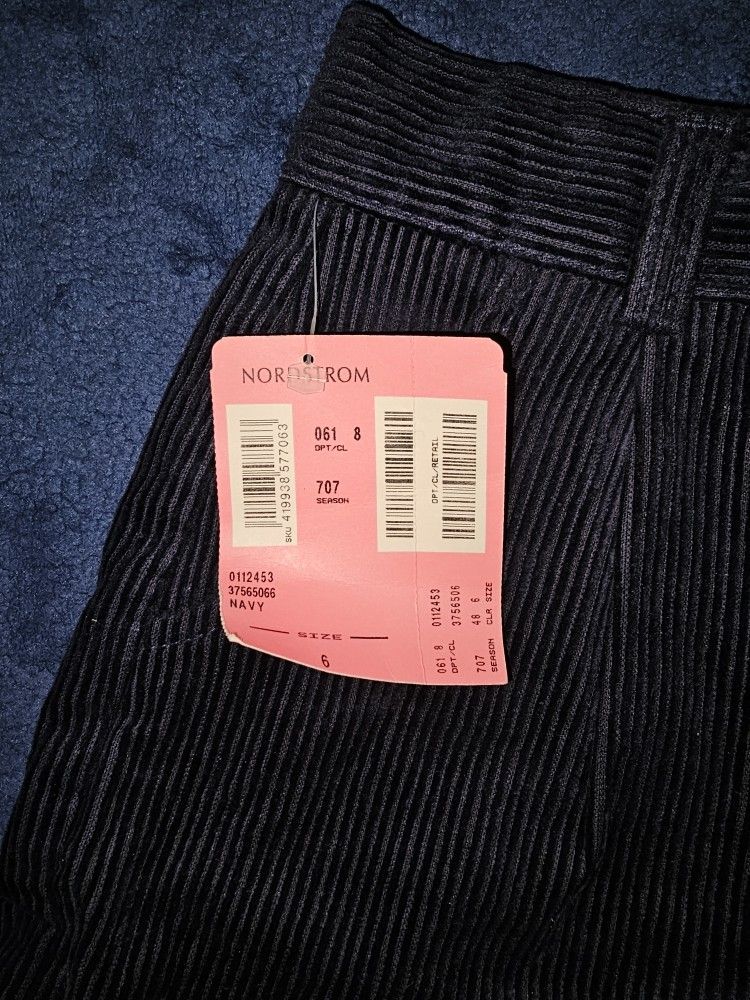 NORDSTROM
SKU 419938 577063
061 8
DPT/CL
707
SEASON
DPT/CL/RETAIL
0112453
37565066
NAVY
SIZE
6
061 8 0112453
DPT/CL 3756506
707 48 6
SEASON CLR SIZE